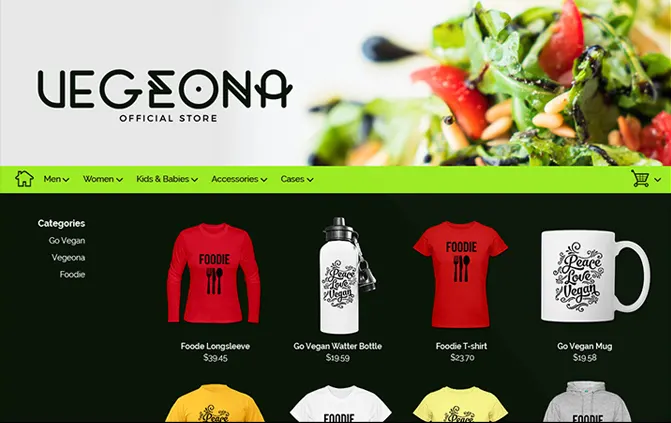 VEGEONA
OFFICIAL STORE
Men Women Kids & Babies Accessories Cases
Categories
Go Vegan
Vegeona
Foodie
FOODIE
Peace
Love
Vegan
FOODIE
Peace
Love
Vegan
Foode Longsleeve
$39.45
Go Vegan Watter Bottle
$19.59
Foodie T-shirt
$23.70
Go Vegan Mug
$19.58
Peace
FOODIE
Peace
FOODIE